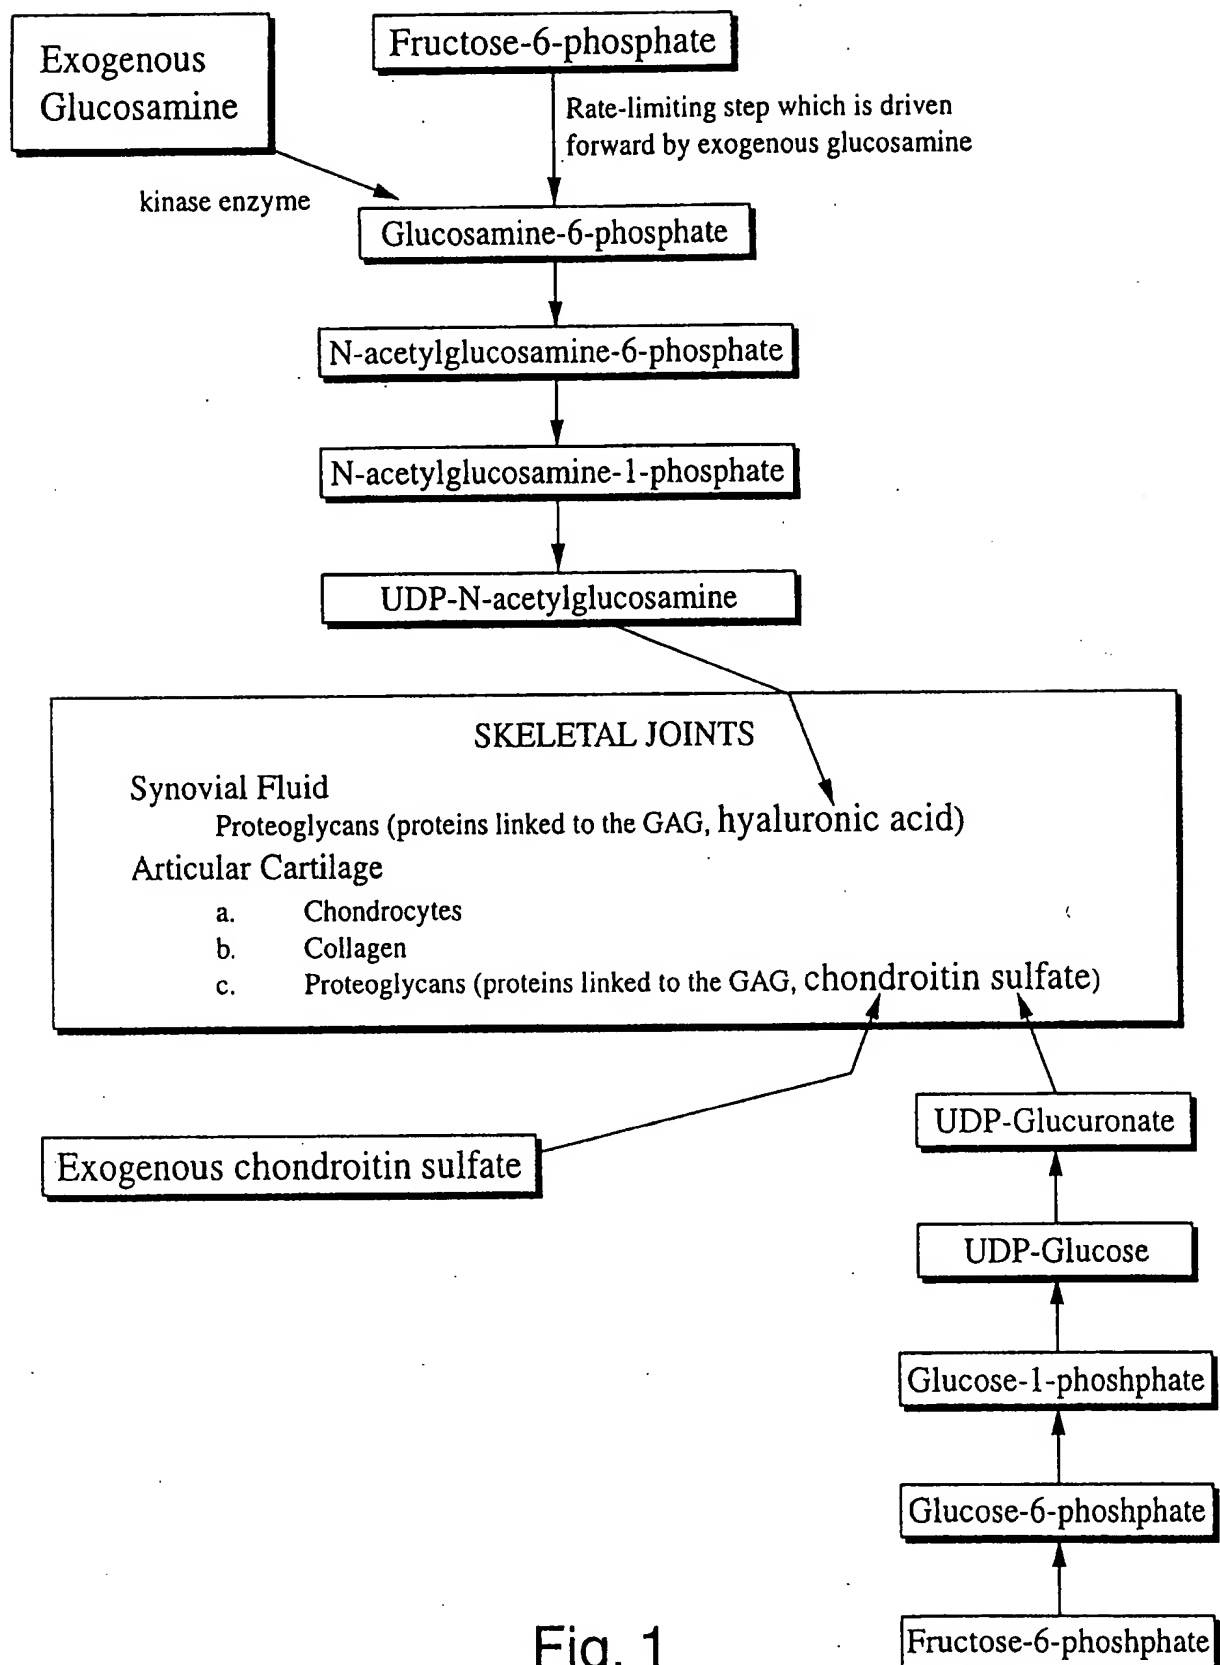 Exogenous
Glucosamine
Fructose-6-phosphate
Rate-limiting step which is driven
forward by exogenous glucosamine
kinase enzyme
Glucosamine-6-phosphate
N-acetylglucosamine-6-phosphate
N-acetylglucosamine-1-phosphate
UDP-N-acetylglucosamine
SKELETAL JOINTS
Synovial Fluid
Proteoglycans (proteins linked to the GAG, hyaluronic acid)
Articular Cartilage
a. Chondrocytes
b. Collagen
c. Proteoglycans (proteins linked to the GAG, chondroitin sulfate)
Exogenous chondroitin sulfate
UDP-Glucuronate
UDP-Glucose
Glucose-1-phoshphate
Glucose-6-phoshphate
Fructose-6-phoshphate
Fig. 1